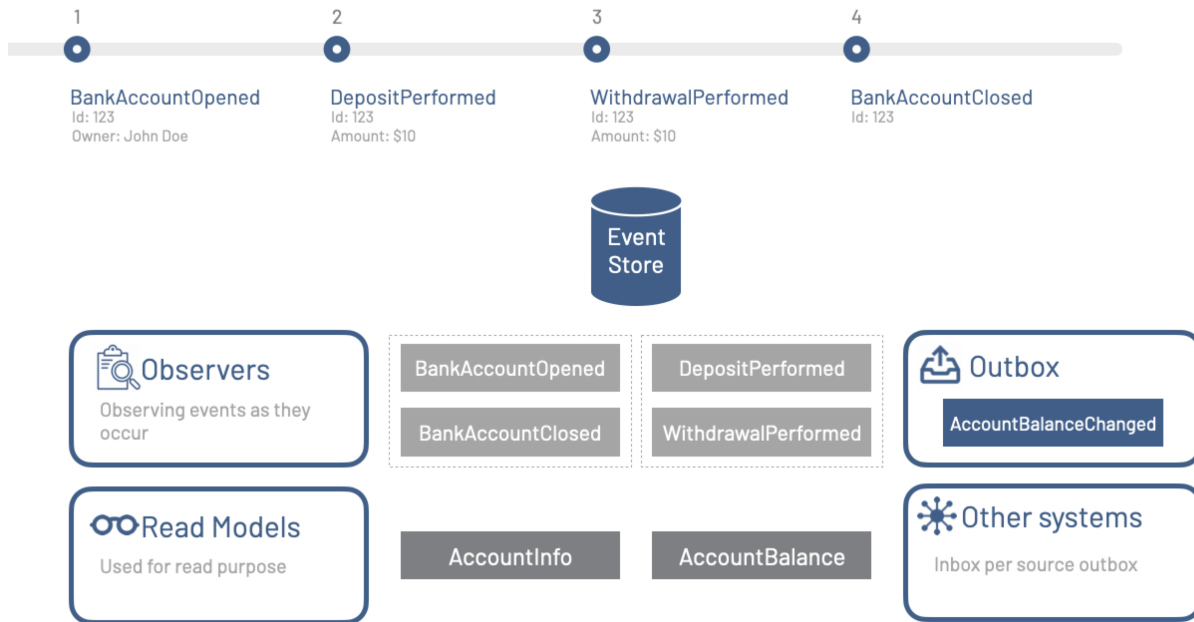 1
2
3
4
BankAccountOpened
Id: 123
Owner: John Doe
DepositPerformed
Id: 123
Amount: $10
WithdrawalPerformed
Id: 123
Amount: $10
BankAccountClosed
Id: 123
Event
Store
Observers
Observing events as they
occur
BankAccountOpened
BankAccountClosed
DepositPerformed
WithdrawalPerformed
Outbox
AccountBalanceChanged
Read Models
Used for read purpose
AccountInfo
AccountBalance
Other systems
Inbox per source outbox